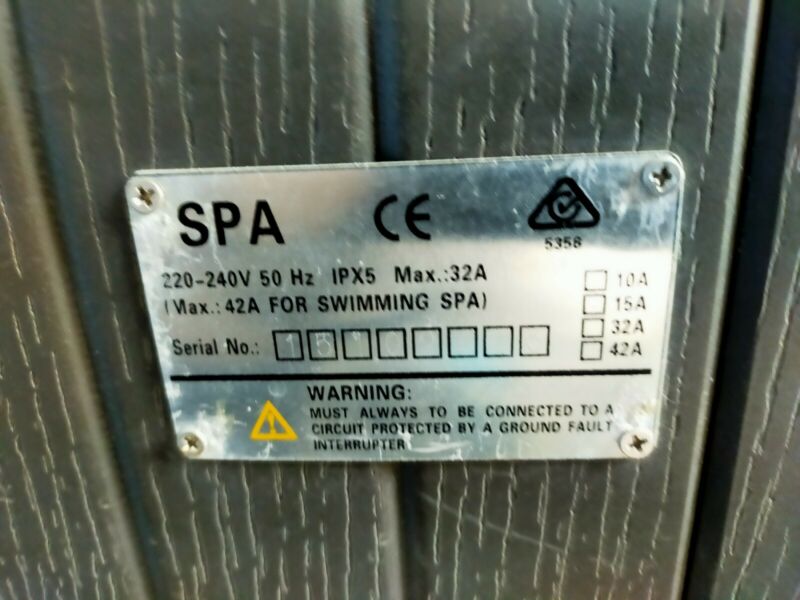 SPA CE
5356
220-240V 50 Hz IPX5 Max.:32A
(Max.: 42A FOR SWIMMING SPA)
10A
15A
32A
42A
Serial No.:
WARNING:
MUST ALWAYS TO BE CONNECTED TO A
CIRCUIT PROTECTED BY A GROUND FAULT
INTERRUPTER